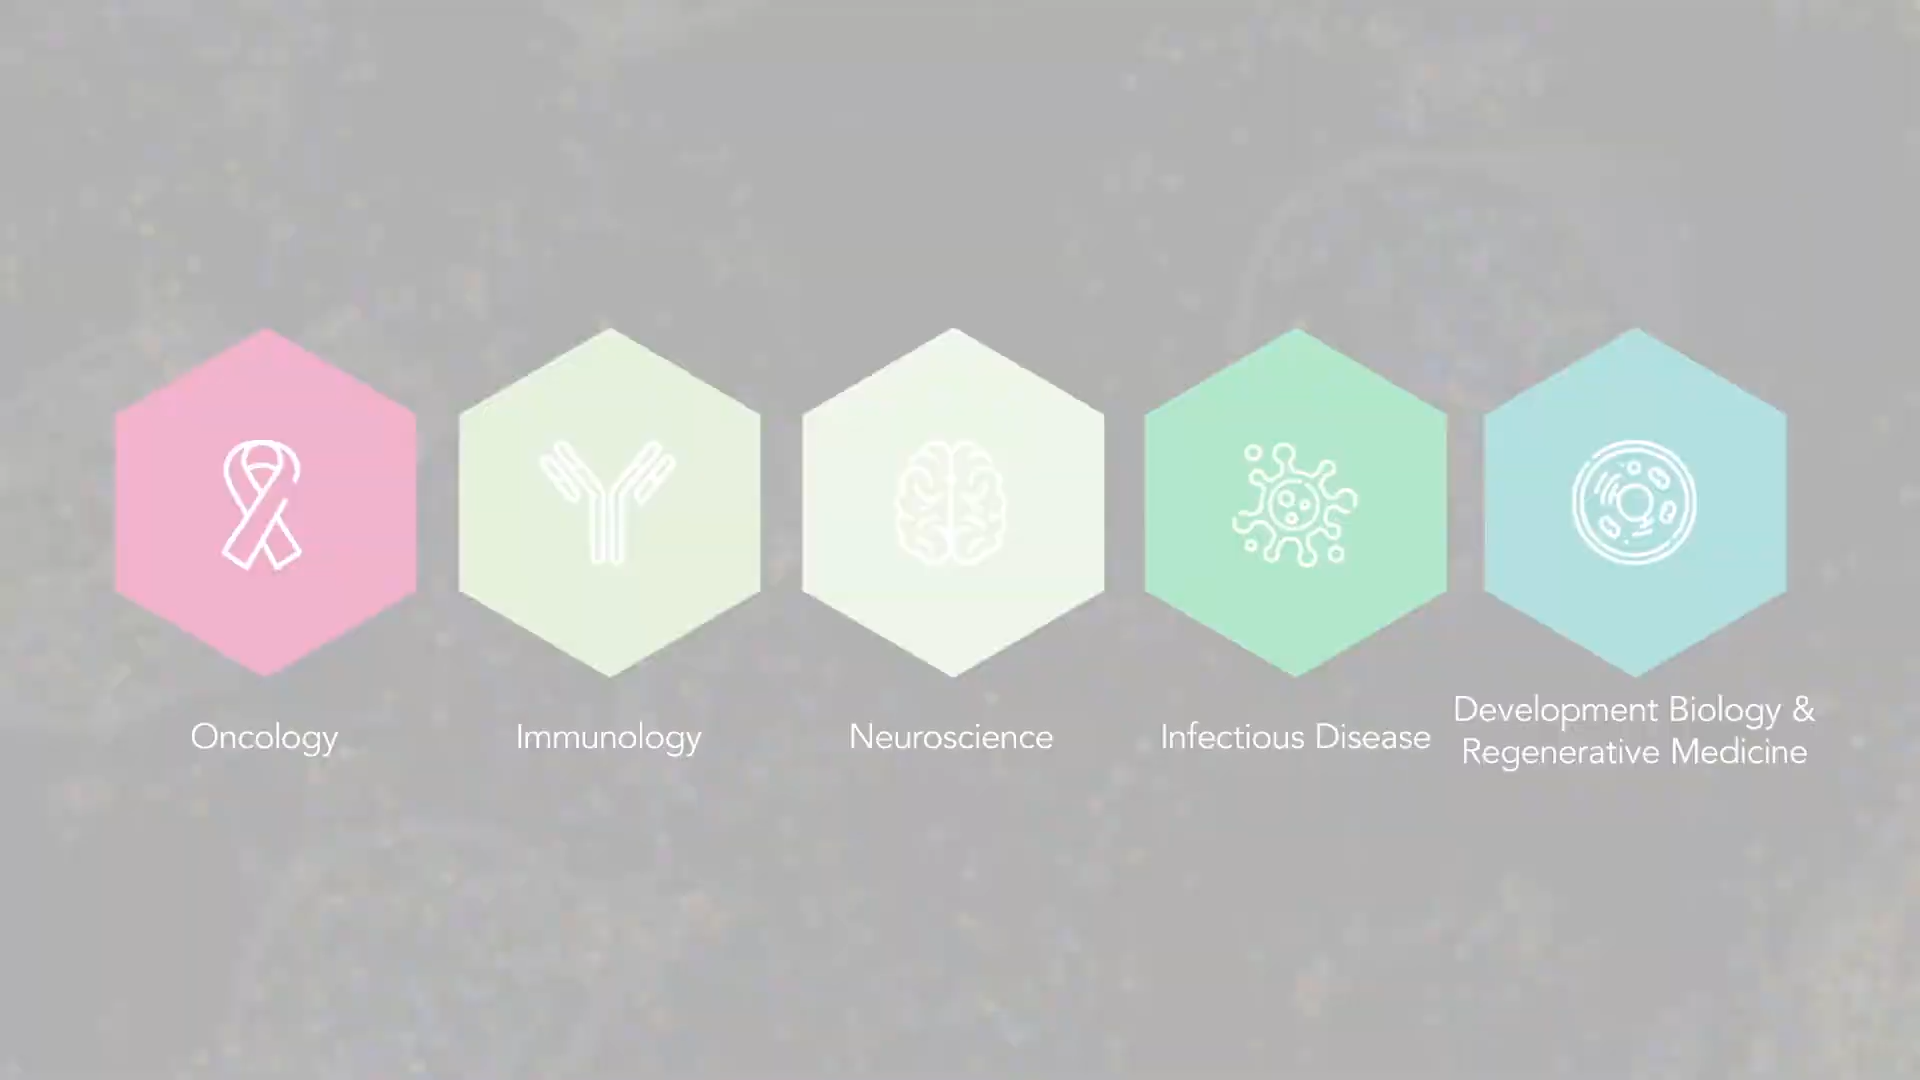 Oncology
Immunology
Neuroscience
Infectious Disease
Development Biology &
Regenerative Medicine